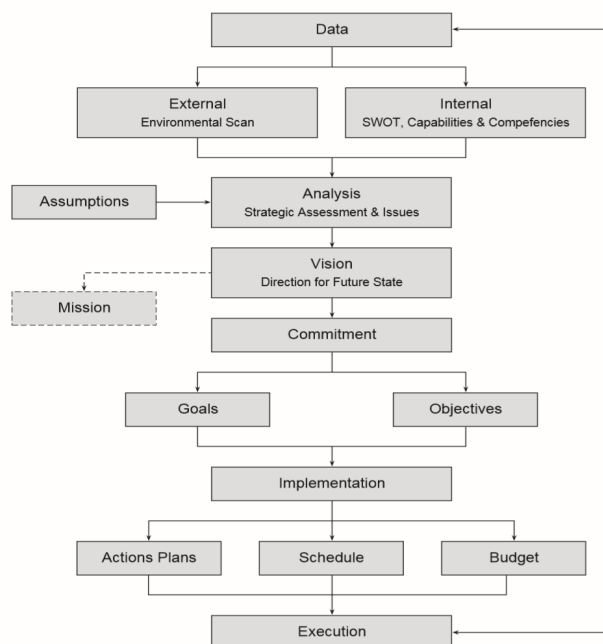 Data
External
Environmental Scan
Internal
SWOT, Capabilities & Compefencies
Assumptions
Analysis
Strategic Assessment & Issues
Vision
Direction for Future State
Mission
Commitment
Goals
Objectives
Implementation
Actions Plans
Schedule
Budget
Execution